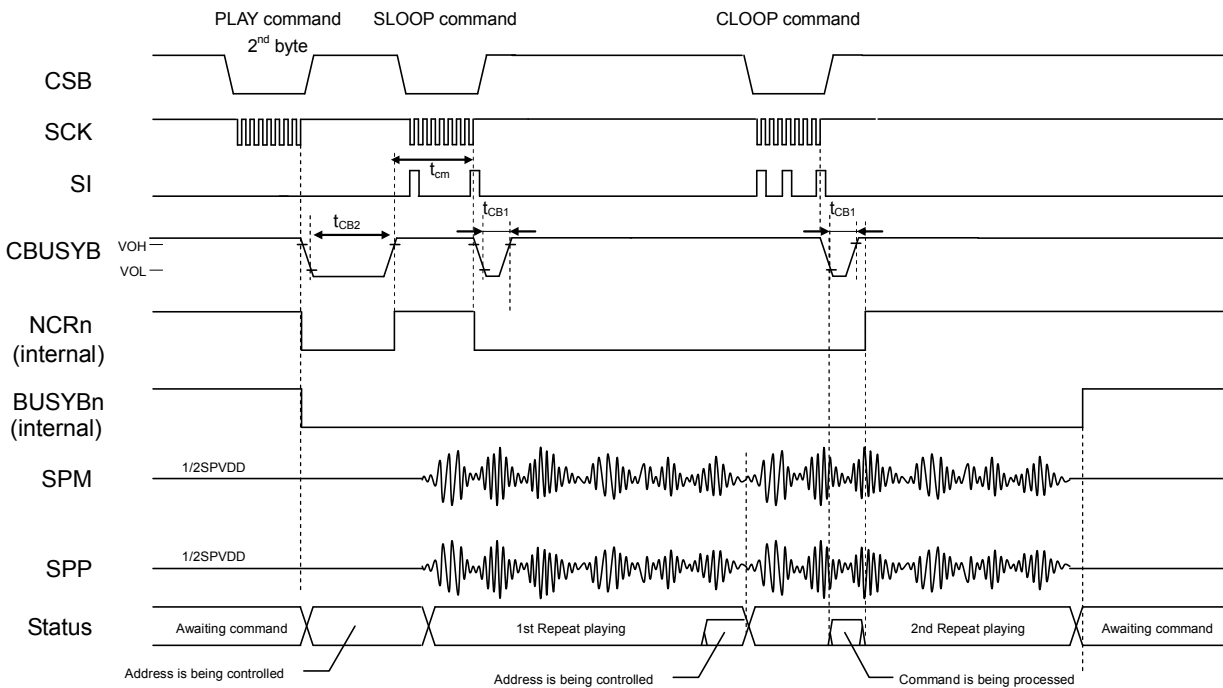 PLAY command
2nd byte
SLOOP command
CLOOP command
CSB
SCK
tcm
SI
tCB2
tCB1
tCB1
CBUSYB
VOH
VOL
NCRn
(internal)
BUSYBn
(internal)
SPM
1/2SPVDD
SPP
1/2SPVDD
Status
Awaiting command
1st Repeat playing
2nd Repeat playing
Awaiting command
Address is being controlled
Address is being controlled
Command is being processed